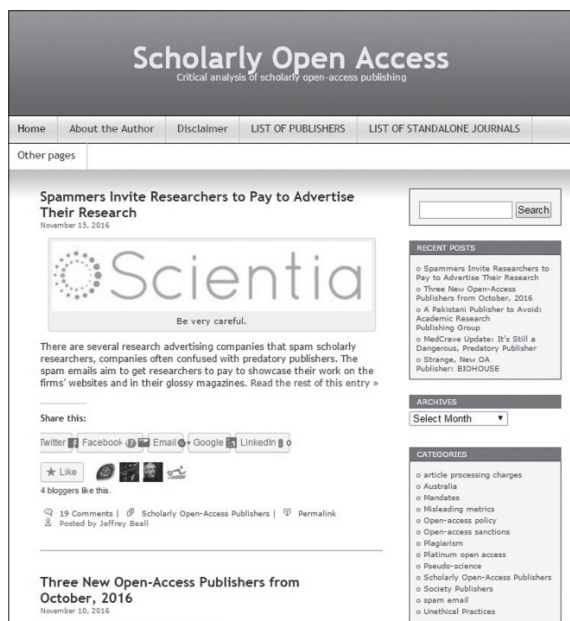 Scholarly Open Access
Critical analysis of scholarly open-access publishing
Home
About the Author
Disclaimer
LIST OF PUBLISHERS
LIST OF STANDALONE JOURNALS
Other pages
Spammers Invite Researchers to Pay to Advertise
Their Research
November 15, 2016
Scientia
Be very careful.
There are several research advertising companies that spam scholarly
researchers, companies often confused with predatory publishers. The
spam emails aim to get researchers to pay to showcase their work on the
firms' websites and in their glossy magazines. Read the rest of this entry »
Share this:
Twitter Facebook Email Google LinkedIn
Like
4 bloggers like this.
19 Comments | Scholarly Open-Access Publishers | Permalink
Posted by Jeffrey Beall
Three New Open-Access Publishers from
October, 2016
November 10, 2016
Search
RECENT POSTS
o Spammers Invite Researchers to
Pay to Advertise Their Research
o Three New Open-Access
Publishers from October, 2016
o A Pakistani Publisher to Avoid:
Academic Research
Publishing Group
o MedCrave Update: It's Still a
Dangerous, Predatory Publisher
o Strange, New OA
Publisher: BIOHOUSE
ARCHIVES
Select Month
CATEGORIES
o article processing charges
o Australia
o Mandates
o Misleading metrics
o Open-access policy
o Open-access sanctions
o Plagiarism
o Platinum open access
o Pseudo-science
o Scholarly Open-Access Publishers
o Society Publishers
o spam email
o Unethical Practices